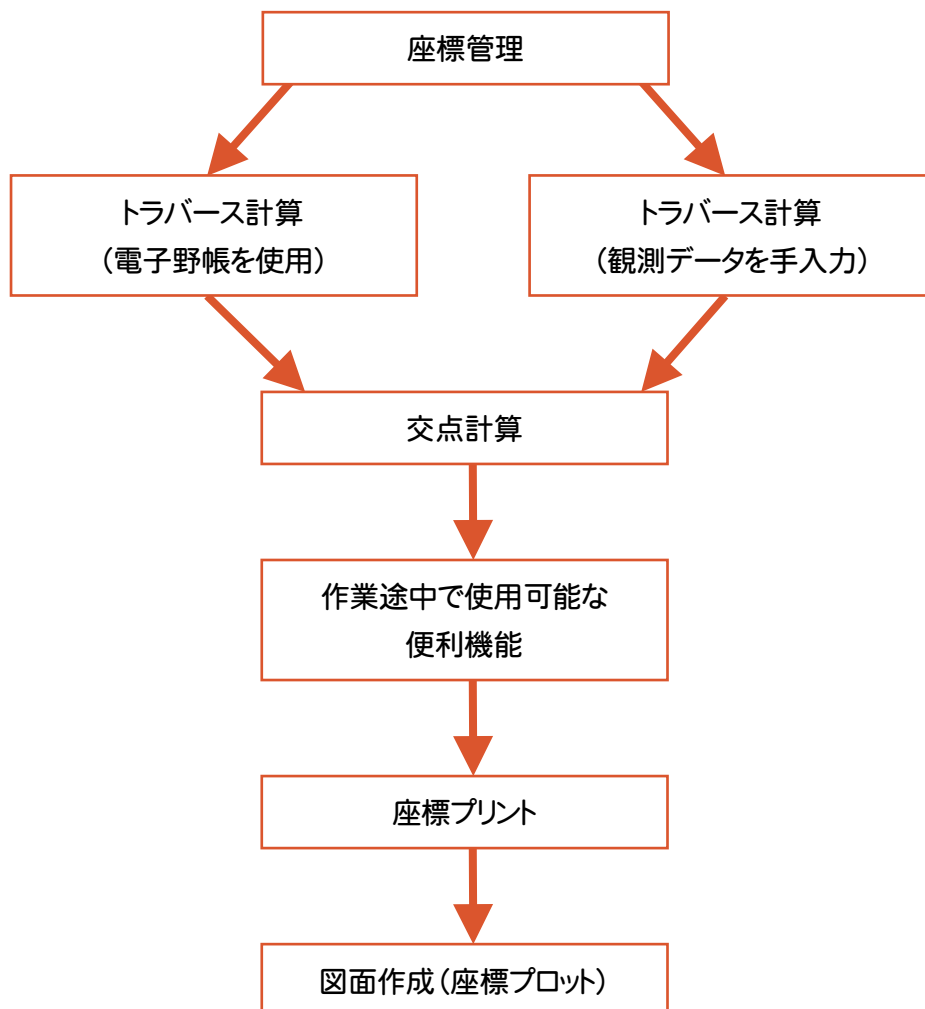 座標管理
トラバース計算
（電子野帳を使用）
トラバース計算
（観測データを手入力）
交点計算
作業途中で使用可能な
便利機能
座標プリント
図面作成（座標プロット）